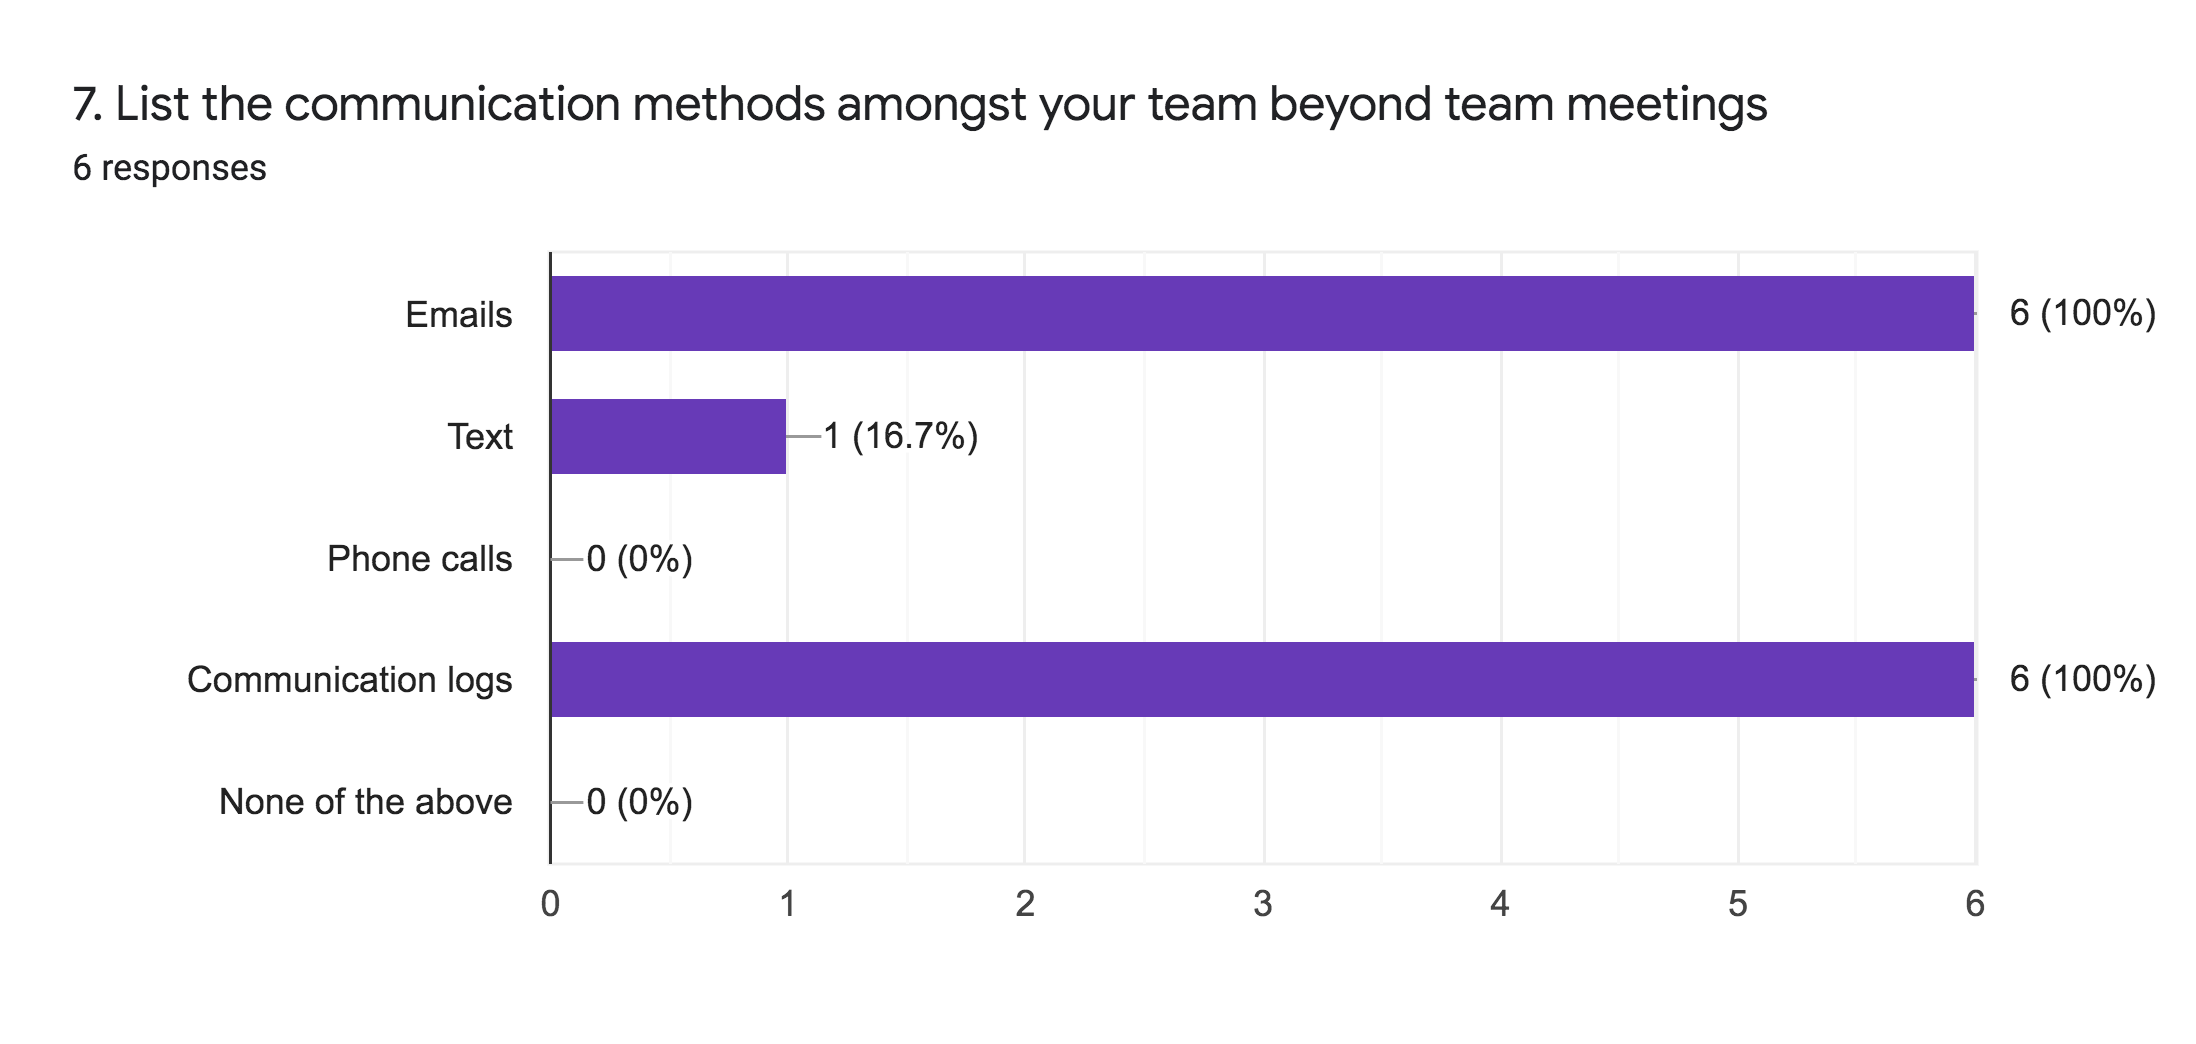 7. List the communication methods amongst your team beyond team meetings
6 responses
Emails 6 (100%)
Text 1 (16.7%)
Phone calls 0 (0%)
Communication logs 6 (100%)
None of the above 0 (0%)
0 1 2 3 4 5 6